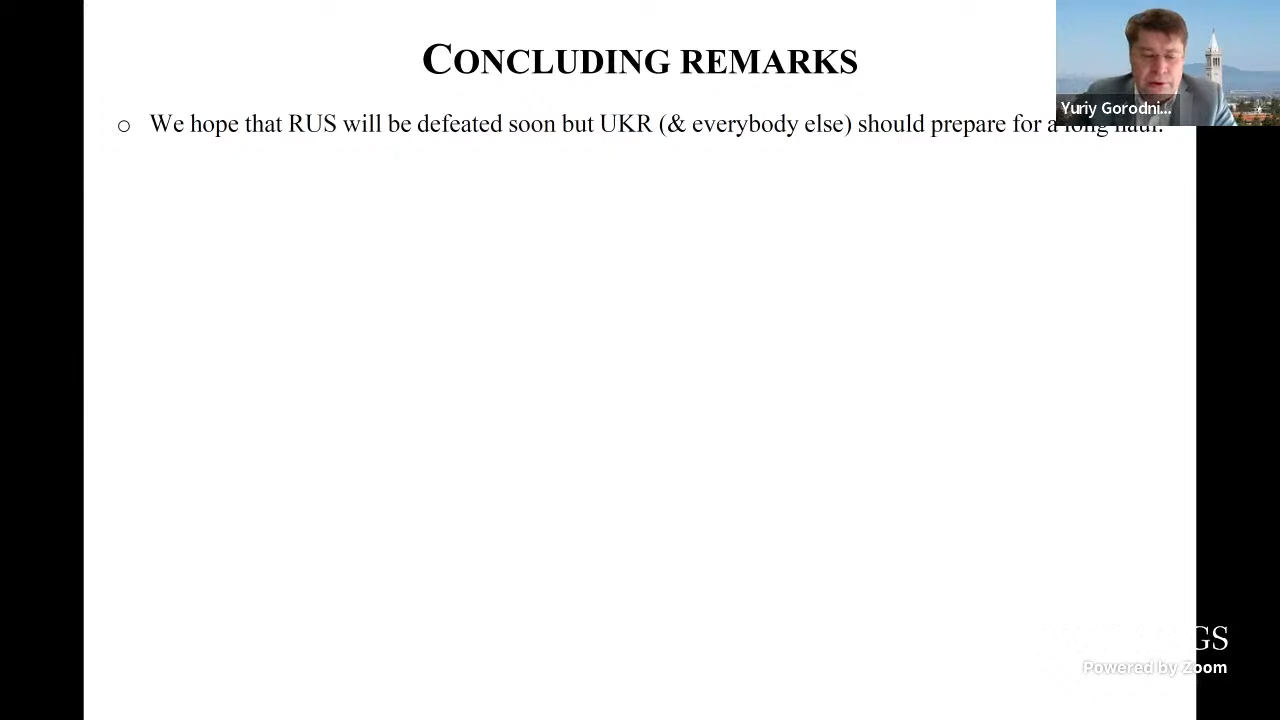 CONCLUDING REMARKS
Yuriy Gorodni...
○ We hope that RUS will be defeated soon but UKR (& everybody else) should prepare for a long haul.
GS
Powered by Zoom